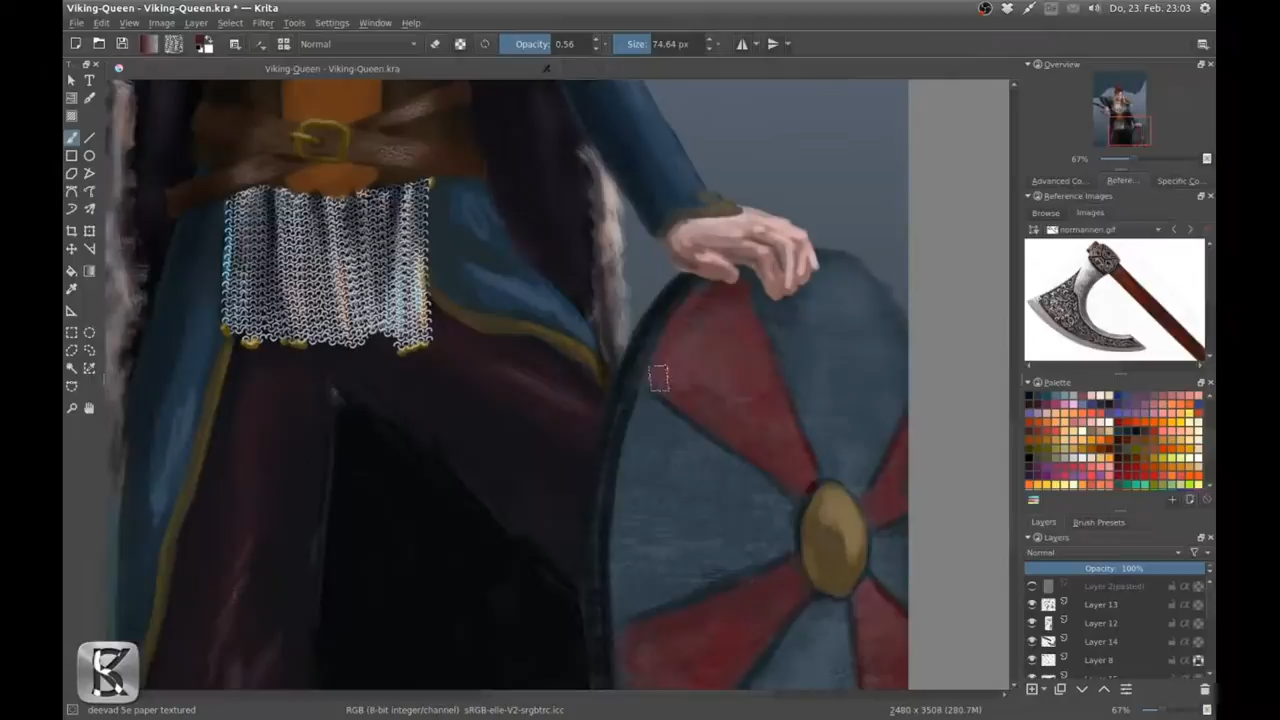 Viking-Queen - Viking-Queen.kra * — Krita
Do, 23. Feb. 23:03
File Edit View Image Layer Select Filter Tools Settings Window Help
Normal
Opacity: 0.56
Size: 74.64 px
Viking-Queen - Viking-Queen.kra
T...
Overview
67%
Advanced Co... Refere... Specific Co...
Reference Images
Browse Images
normannen.gif
Palette
Layers Brush Presets
Layers
Normal
Opacity: 100%
Layer 2(pasted)
Layer 13
Layer 12
Layer 14
Layer 8
K
deevad 5e paper textured
RGB (8-bit integer/channel) sRGB-elle-V2-srgbtrc.icc
2480 x 3508 (280.7M)
67%